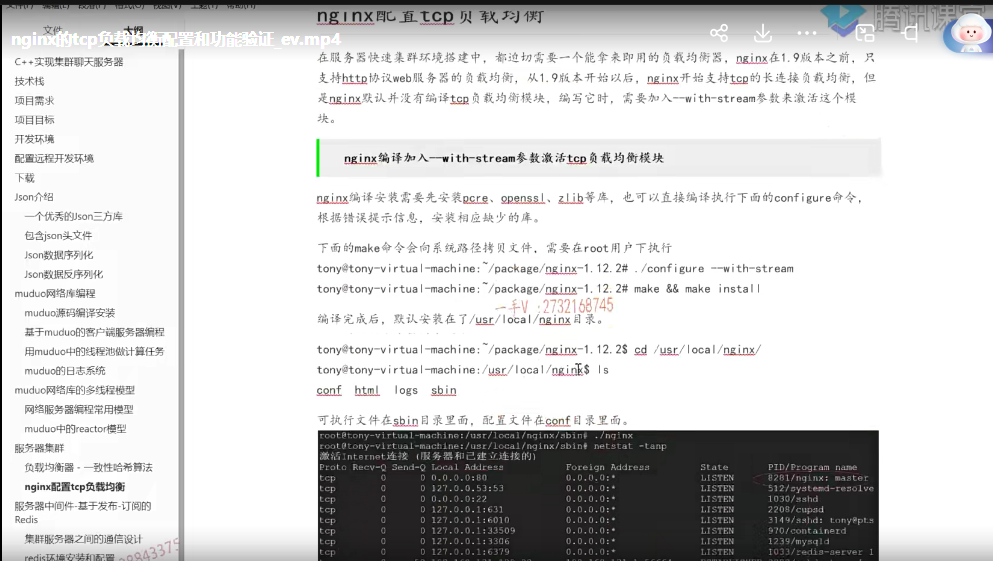 nginx配置tcp负载均衡
腾讯课堂
nginx的tcp负载均衡配置和功能验证_ev.mp4
大纲
C++实现集群聊天服务器
技术栈
项目需求
项目目标
开发环境
配置远程开发环境
下载
Json介绍
一个优秀的Json三方库
包含json头文件
Json数据序列化
Json数据反序列化
muduo网络库编程
muduo源码编译安装
基于muduo的客户端服务器编程
用muduo中的线程池做计算任务
muduo的日志系统
muduo网络库的多线程模型
网络服务器编程常用模型
muduo中的reactor模型
服务器集群
负载均衡器 - 一致性哈希算法
nginx配置tcp负载均衡
服务器中间件-基于发布-订阅的
Redis
集群服务器之间的通信设计
redis环境安装和配置
在服务器快速集群环境搭建中，都迫切需要一个能拿来即用的负载均衡器，nginx在1.9版本之前，只
支持http协议web服务器的负载均衡，从1.9版本开始以后，nginx开始支持tcp的长连接负载均衡，但
是nginx默认并没有编译tcp负载均衡模块，编写它时，需要加入--with-stream参数来激活这个模
块。
nginx编译加入--with-stream参数激活tcp负载均衡模块
nginx编译安装需要先安装pcre、openssl、zlib等库，也可以直接编译执行下面的configure命令，
根据错误提示信息，安装相应缺少的库。
下面的make命令会向系统路径拷贝文件，需要在root用户下执行
tony@tony-virtual-machine:~/package/nginx-1.12.2# ./configure --with-stream
tony@tony-virtual-machine:~/package/nginx-1.12.2# make && make install
一手V :2732168745
编译完成后，默认安装在了/usr/local/nginx目录。
tony@tony-virtual-machine:~/package/nginx-1.12.2$ cd /usr/local/nginx/
tony@tony-virtual-machine:/usr/local/nginx$ ls
conf html logs sbin
可执行文件在sbin目录里面，配置文件在conf目录里面。
root@tony-virtual-machine:/usr/local/nginx/sbin# ./nginx
root@tony-virtual-machine:/usr/local/nginx/sbin# netstat -tanp
激活Internet连接 (服务器和已建立连接的)
Proto Recv-Q Send-Q Local Address Foreign Address State PID/Program name
tcp 0 0 0.0.0.0:80 0.0.0.0:* LISTEN 8281/nginx: master
tcp 0 0 127.0.0.53:53 0.0.0.0:* LISTEN 512/systemd-resolve
tcp 0 0 0.0.0.0:22 0.0.0.0:* LISTEN 1030/sshd
tcp 0 0 127.0.0.1:631 0.0.0.0:* LISTEN 2208/cupsd
tcp 0 0 127.0.0.1:6010 0.0.0.0:* LISTEN 3149/sshd: tony@pts
tcp 0 0 127.0.0.1:33509 0.0.0.0:* LISTEN 970/containerd
tcp 0 0 127.0.0.1:3306 0.0.0.0:* LISTEN 1239/mysqld
tcp 0 0 127.0.0.1:6379 0.0.0.0:* LISTEN 1033/redis-server 1